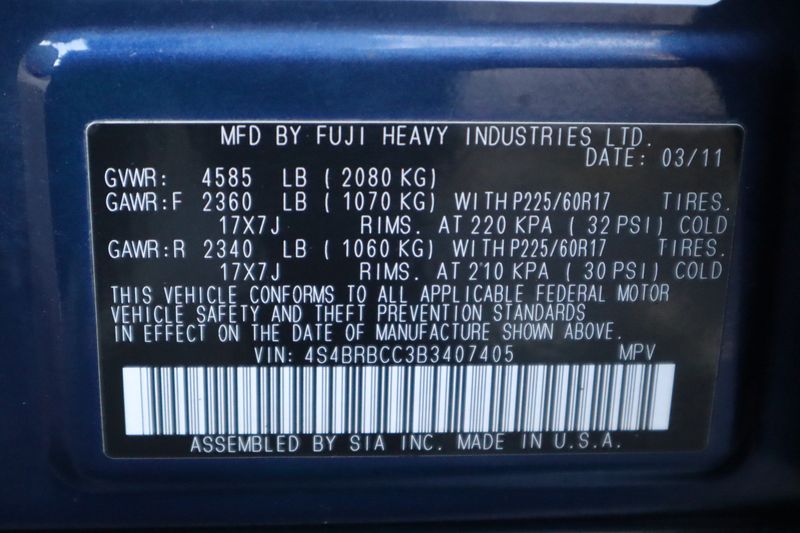 MFD BY FUJI HEAVY INDUSTRIES LTD.
DATE: 03/11
GVWR: 4585 LB ( 2080 KG)
GAWR:F 2360 LB ( 1070 KG) WITH P225/60R17 TIRES.
17X7J RIMS. AT 220 KPA ( 32 PSI) COLD
GAWR:R 2340 LB ( 1060 KG) WITH P225/60R17 TIRES.
17X7J RIMS. AT 210 KPA ( 30 PSI) COLD
THIS VEHICLE CONFORMS TO ALL APPLICABLE FEDERAL MOTOR
VEHICLE SAFETY AND THEFT PREVENTION STANDARDS
IN EFFECT ON THE DATE OF MANUFACTURE SHOWN ABOVE.
VIN: 4S4BRBCC3B3407405 MPV
ASSEMBLED BY SIA INC. MADE IN U.S.A.